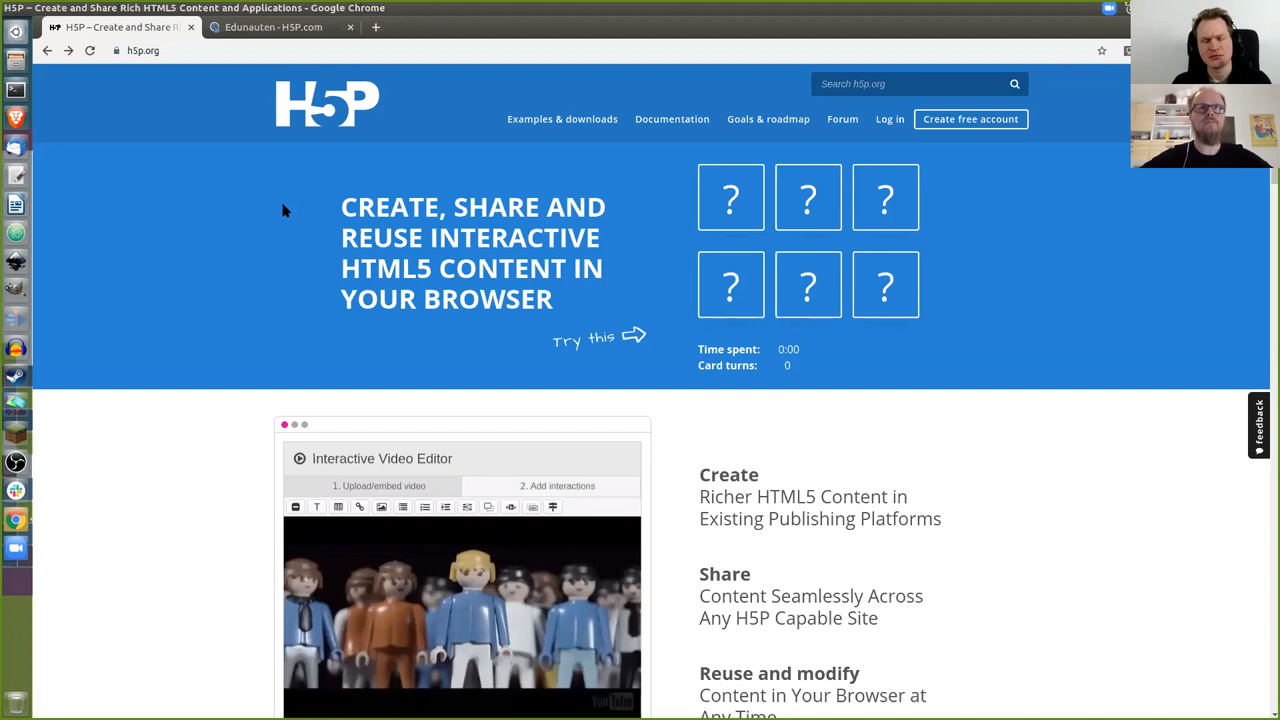 H5P – Create and Share Rich HTML5 Content and Applications - Google Chrome
H5P – Create and Share R
Edunauten - H5P.com
h5p.org
H5P
Search h5p.org
Examples & downloads
Documentation
Goals & roadmap
Forum
Log in
Create free account
CREATE, SHARE AND
REUSE INTERACTIVE
HTML5 CONTENT IN
YOUR BROWSER
Try this
? ? ?
? ? ?
Time spent: 0:00
Card turns: 0
feedback
Interactive Video Editor
1. Upload/embed video
2. Add interactions
YouTube
Create
Richer HTML5 Content in
Existing Publishing Platforms
Share
Content Seamlessly Across
Any H5P Capable Site
Reuse and modify
Content in Your Browser at
Any Time